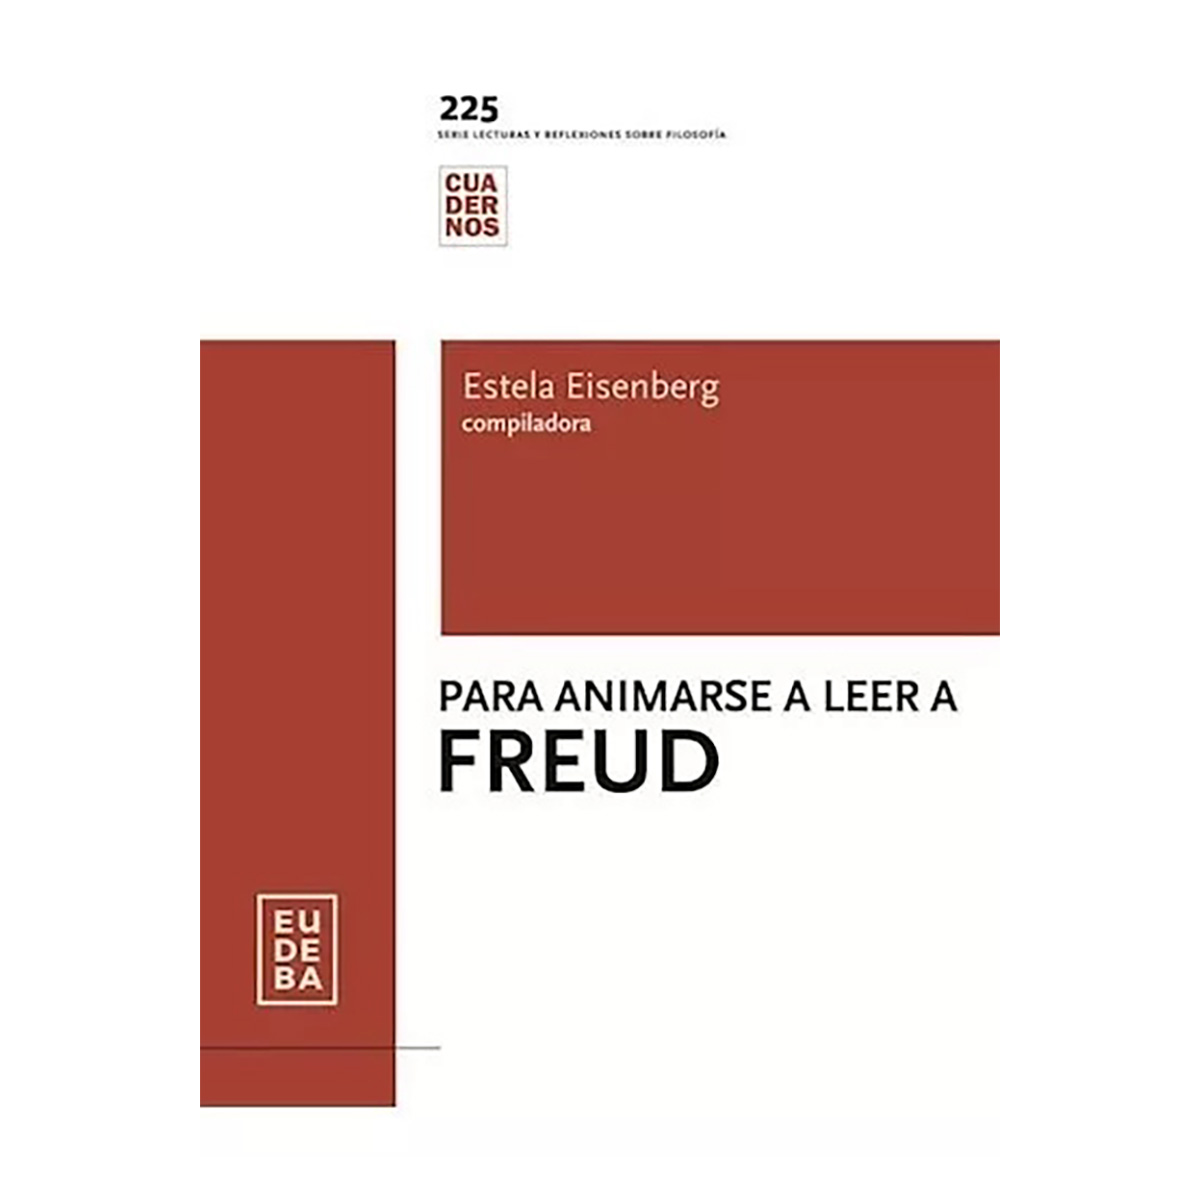 225
SERIE LECTURAS Y REFLEXIONES SOBRE FILOSOFÍA
CUA
DER
NOS
Estela Eisenberg
compiladora
PARA ANIMARSE A LEER A
FREUD
EU
DE
BA